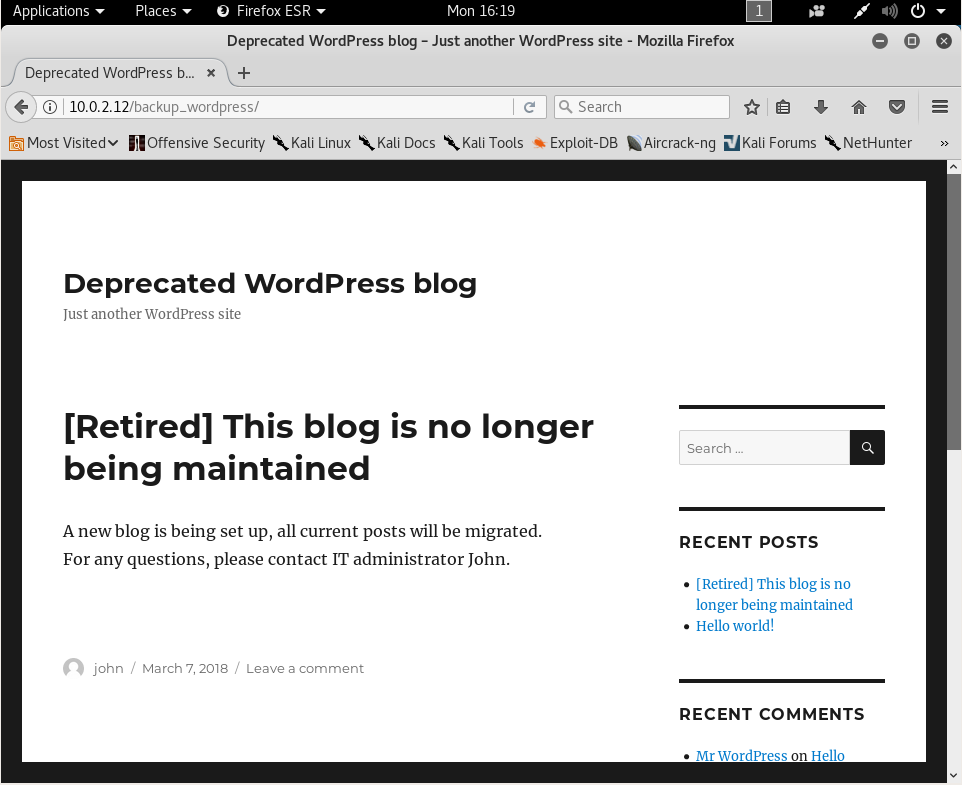 Applications Places Firefox ESR Mon 16:19 1
Deprecated WordPress blog – Just another WordPress site - Mozilla Firefox
Deprecated WordPress b...
10.0.2.12/backup_wordpress/ Search
Most Visited Offensive Security Kali Linux Kali Docs Kali Tools Exploit-DB Aircrack-ng Kali Forums NetHunter »
Deprecated WordPress blog
Just another WordPress site
[Retired] This blog is no longer
being maintained
A new blog is being set up, all current posts will be migrated.
For any questions, please contact IT administrator John.
john / March 7, 2018 / Leave a comment
Search …
RECENT POSTS
[Retired] This blog is no
longer being maintained
Hello world!
RECENT COMMENTS
Mr WordPress on Hello